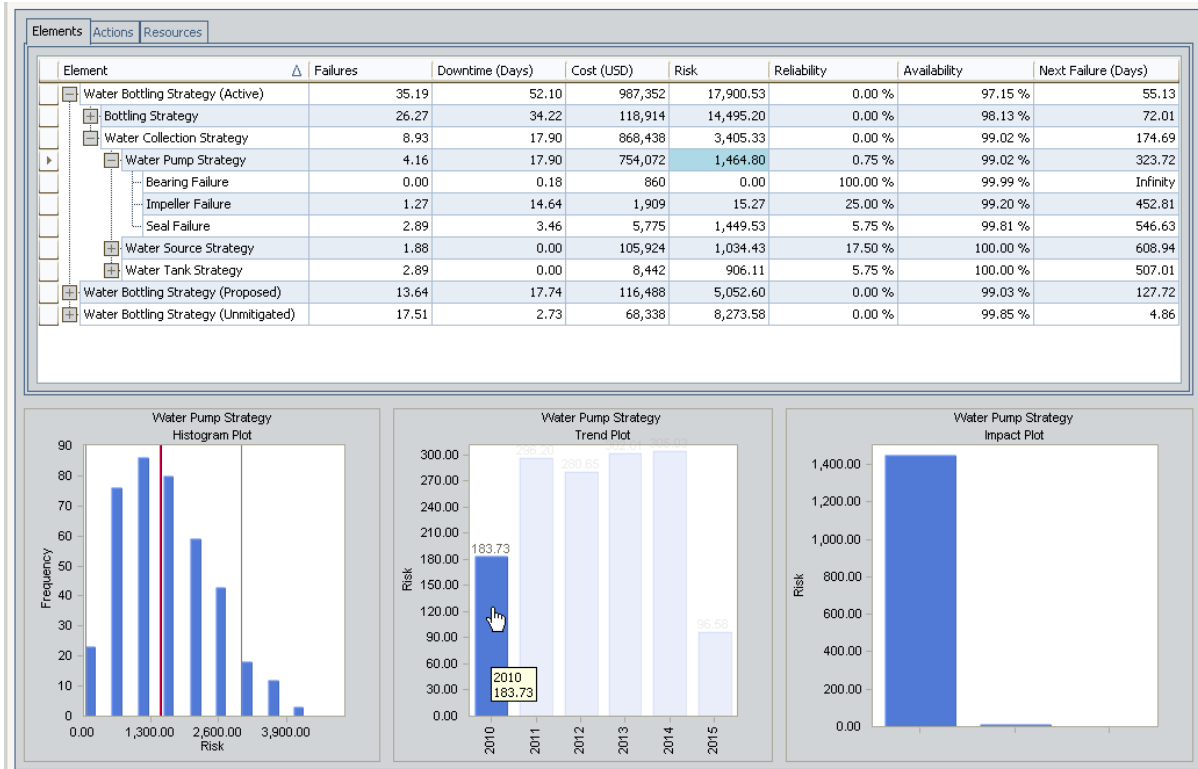 Elements Actions Resources
Element Failures Downtime (Days) Cost (USD) Risk Reliability Availability Next Failure (Days)
Water Bottling Strategy (Active) 35.19 52.10 987,352 17,900.53 0.00 % 97.15 % 55.13
Bottling Strategy 26.27 34.22 118,914 14,495.20 0.00 % 98.13 % 72.01
Water Collection Strategy 8.93 17.90 868,438 3,405.33 0.00 % 99.02 % 174.69
Water Pump Strategy 4.16 17.90 754,072 1,464.80 0.75 % 99.02 % 323.72
Bearing Failure 0.00 0.18 860 0.00 100.00 % 99.99 % Infinity
Impeller Failure 1.27 14.64 1,909 15.27 25.00 % 99.20 % 452.81
Seal Failure 2.89 3.46 5,775 1,449.53 5.75 % 99.81 % 546.63
Water Source Strategy 1.88 0.00 105,924 1,034.43 17.50 % 100.00 % 608.94
Water Tank Strategy 2.89 0.00 8,442 906.11 5.75 % 100.00 % 507.01
Water Bottling Strategy (Proposed) 13.64 17.74 116,488 5,052.60 0.00 % 99.03 % 127.72
Water Bottling Strategy (Unmitigated) 17.51 2.73 68,338 8,273.58 0.00 % 99.85 % 4.86
Water Pump Strategy
Histogram Plot
90
80
70
60
50
40
30
20
10
0
Frequency
0.00 1,300.00 2,600.00 3,900.00
Risk
Water Pump Strategy
Trend Plot
300.00
270.00
240.00
210.00
180.00
150.00
120.00
90.00
60.00
30.00
0.00
Risk
183.73
296.20
280.65
96.58
2010
183.73
2010 2011 2012 2013 2014 2015
Water Pump Strategy
Impact Plot
1,400.00
1,200.00
1,000.00
800.00
600.00
400.00
200.00
0.00
Risk